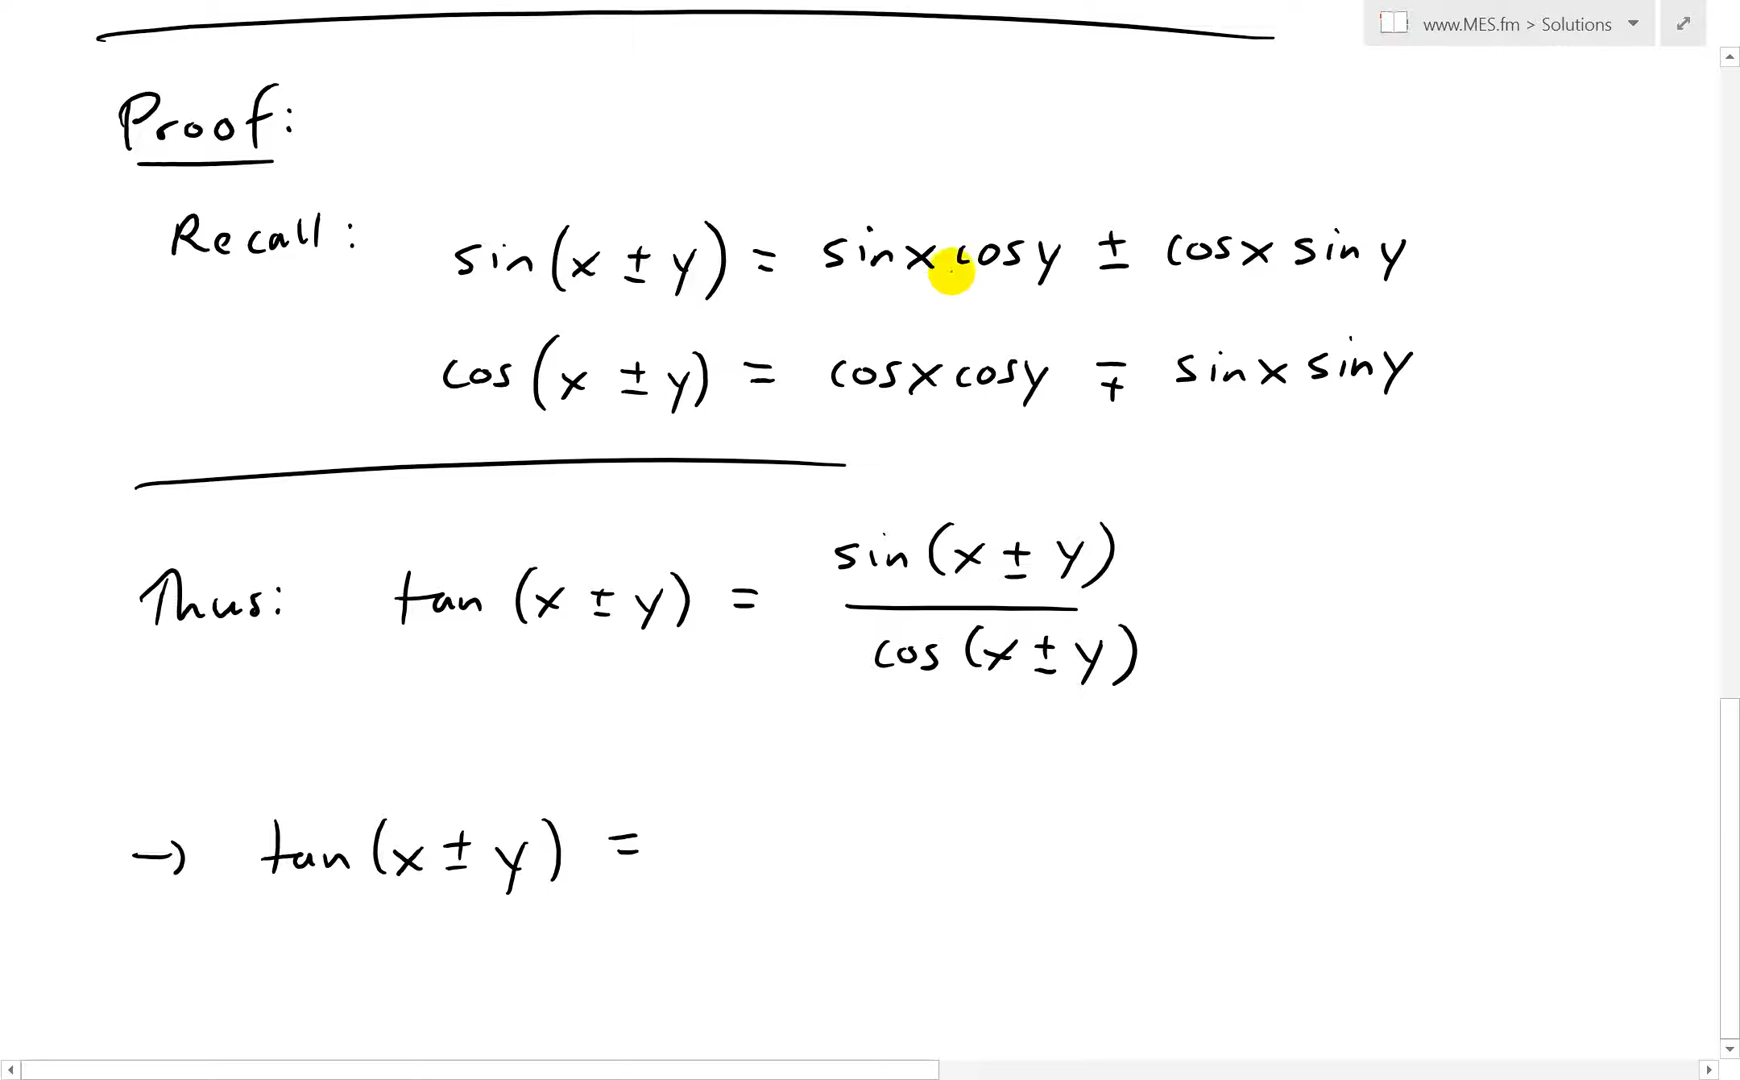 www.MES.fm > Solutions
Proof:
Recall: sin(x ± y) = sinx cosy ± cosx sin y
cos(x ± y) = cosx cosy ∓ sinx siny
Thus: tan (x ± y) = sin(x ± y)
cos (x ± y)
→ tan(x ± y) =